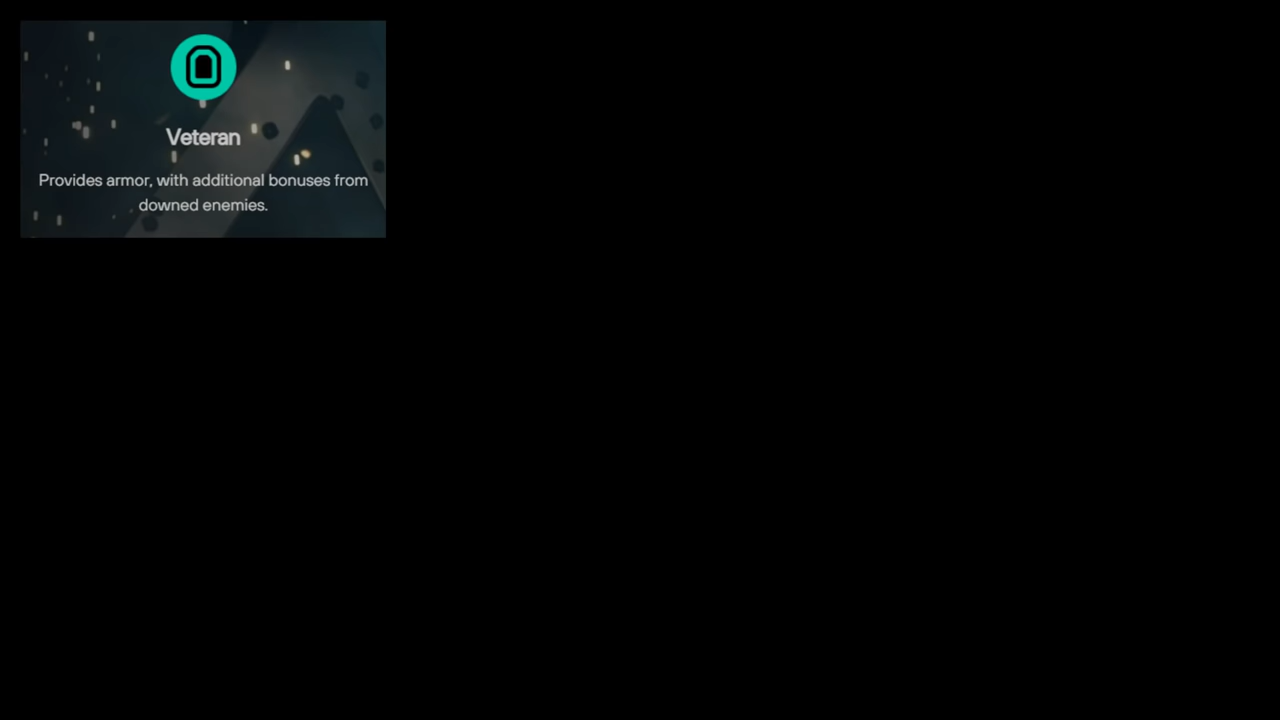 Veteran
Provides armor, with additional bonuses from
downed enemies.